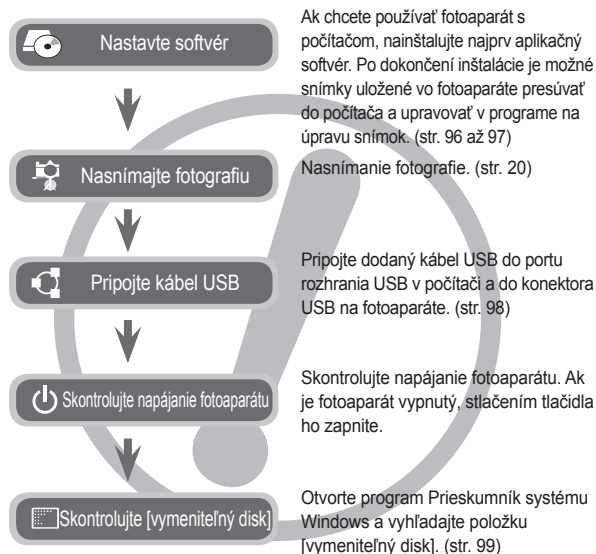 Nastavte softvér
Ak chcete používať fotoaparát s
počítačom, nainštalujte najprv aplikačný
softvér. Po dokončení inštalácie je možné
snímky uložené vo fotoaparáte presúvať
do počítača a upravovať v programe na
úpravu snímok. (str. 96 až 97)
Nasnímajte fotografiu
Nasnímanie fotografie. (str. 20)
Pripojte kábel USB
Pripojte dodaný kábel USB do portu
rozhrania USB v počítači a do konektora
USB na fotoaparáte. (str. 98)
Skontrolujte napájanie fotoaparátu
Skontrolujte napájanie fotoaparátu. Ak
je fotoaparát vypnutý, stlačením tlačidla
ho zapnite.
Skontrolujte [vymeniteľný disk]
Otvorte program Prieskumník systému
Windows a vyhľadajte položku
[vymeniteľný disk]. (str. 99)